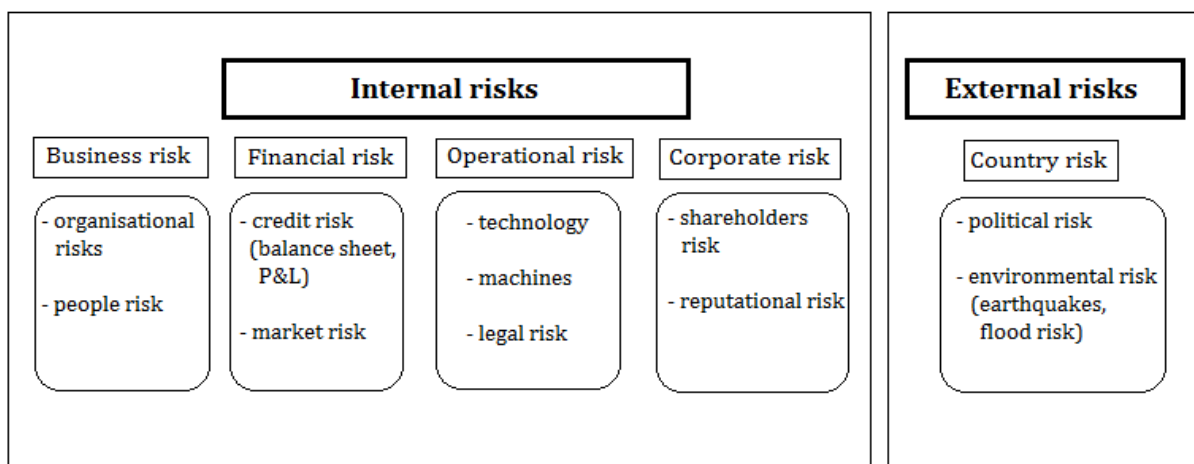 Internal risks
External risks
Business risk
- organisational
risks
- people risk
Financial risk
- credit risk
(balance sheet,
P&L)
- market risk
Operational risk
- technology
- machines
- legal risk
Corporate risk
- shareholders
risk
- reputational risk
Country risk
- political risk
- environmental risk
(earthquakes,
flood risk)